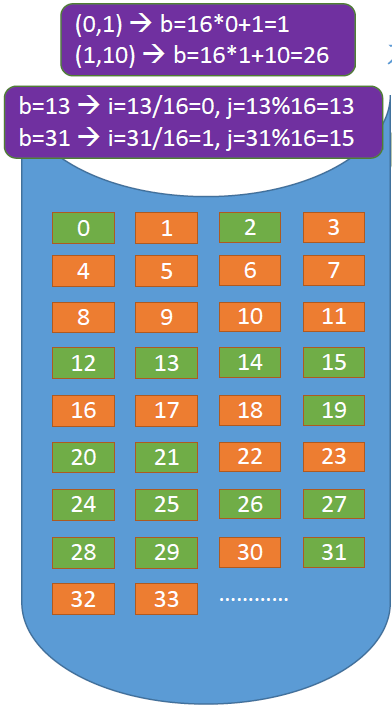 (0,1) → b=16*0+1=1
(1,10) → b=16*1+10=26
b=13 → i=13/16=0, j=13%16=13
b=31 → i=31/16=1, j=31%16=15
0 1 2 3
4 5 6 7
8 9 10 11
12 13 14 15
16 17 18 19
20 21 22 23
24 25 26 27
28 29 30 31
32 33 …………